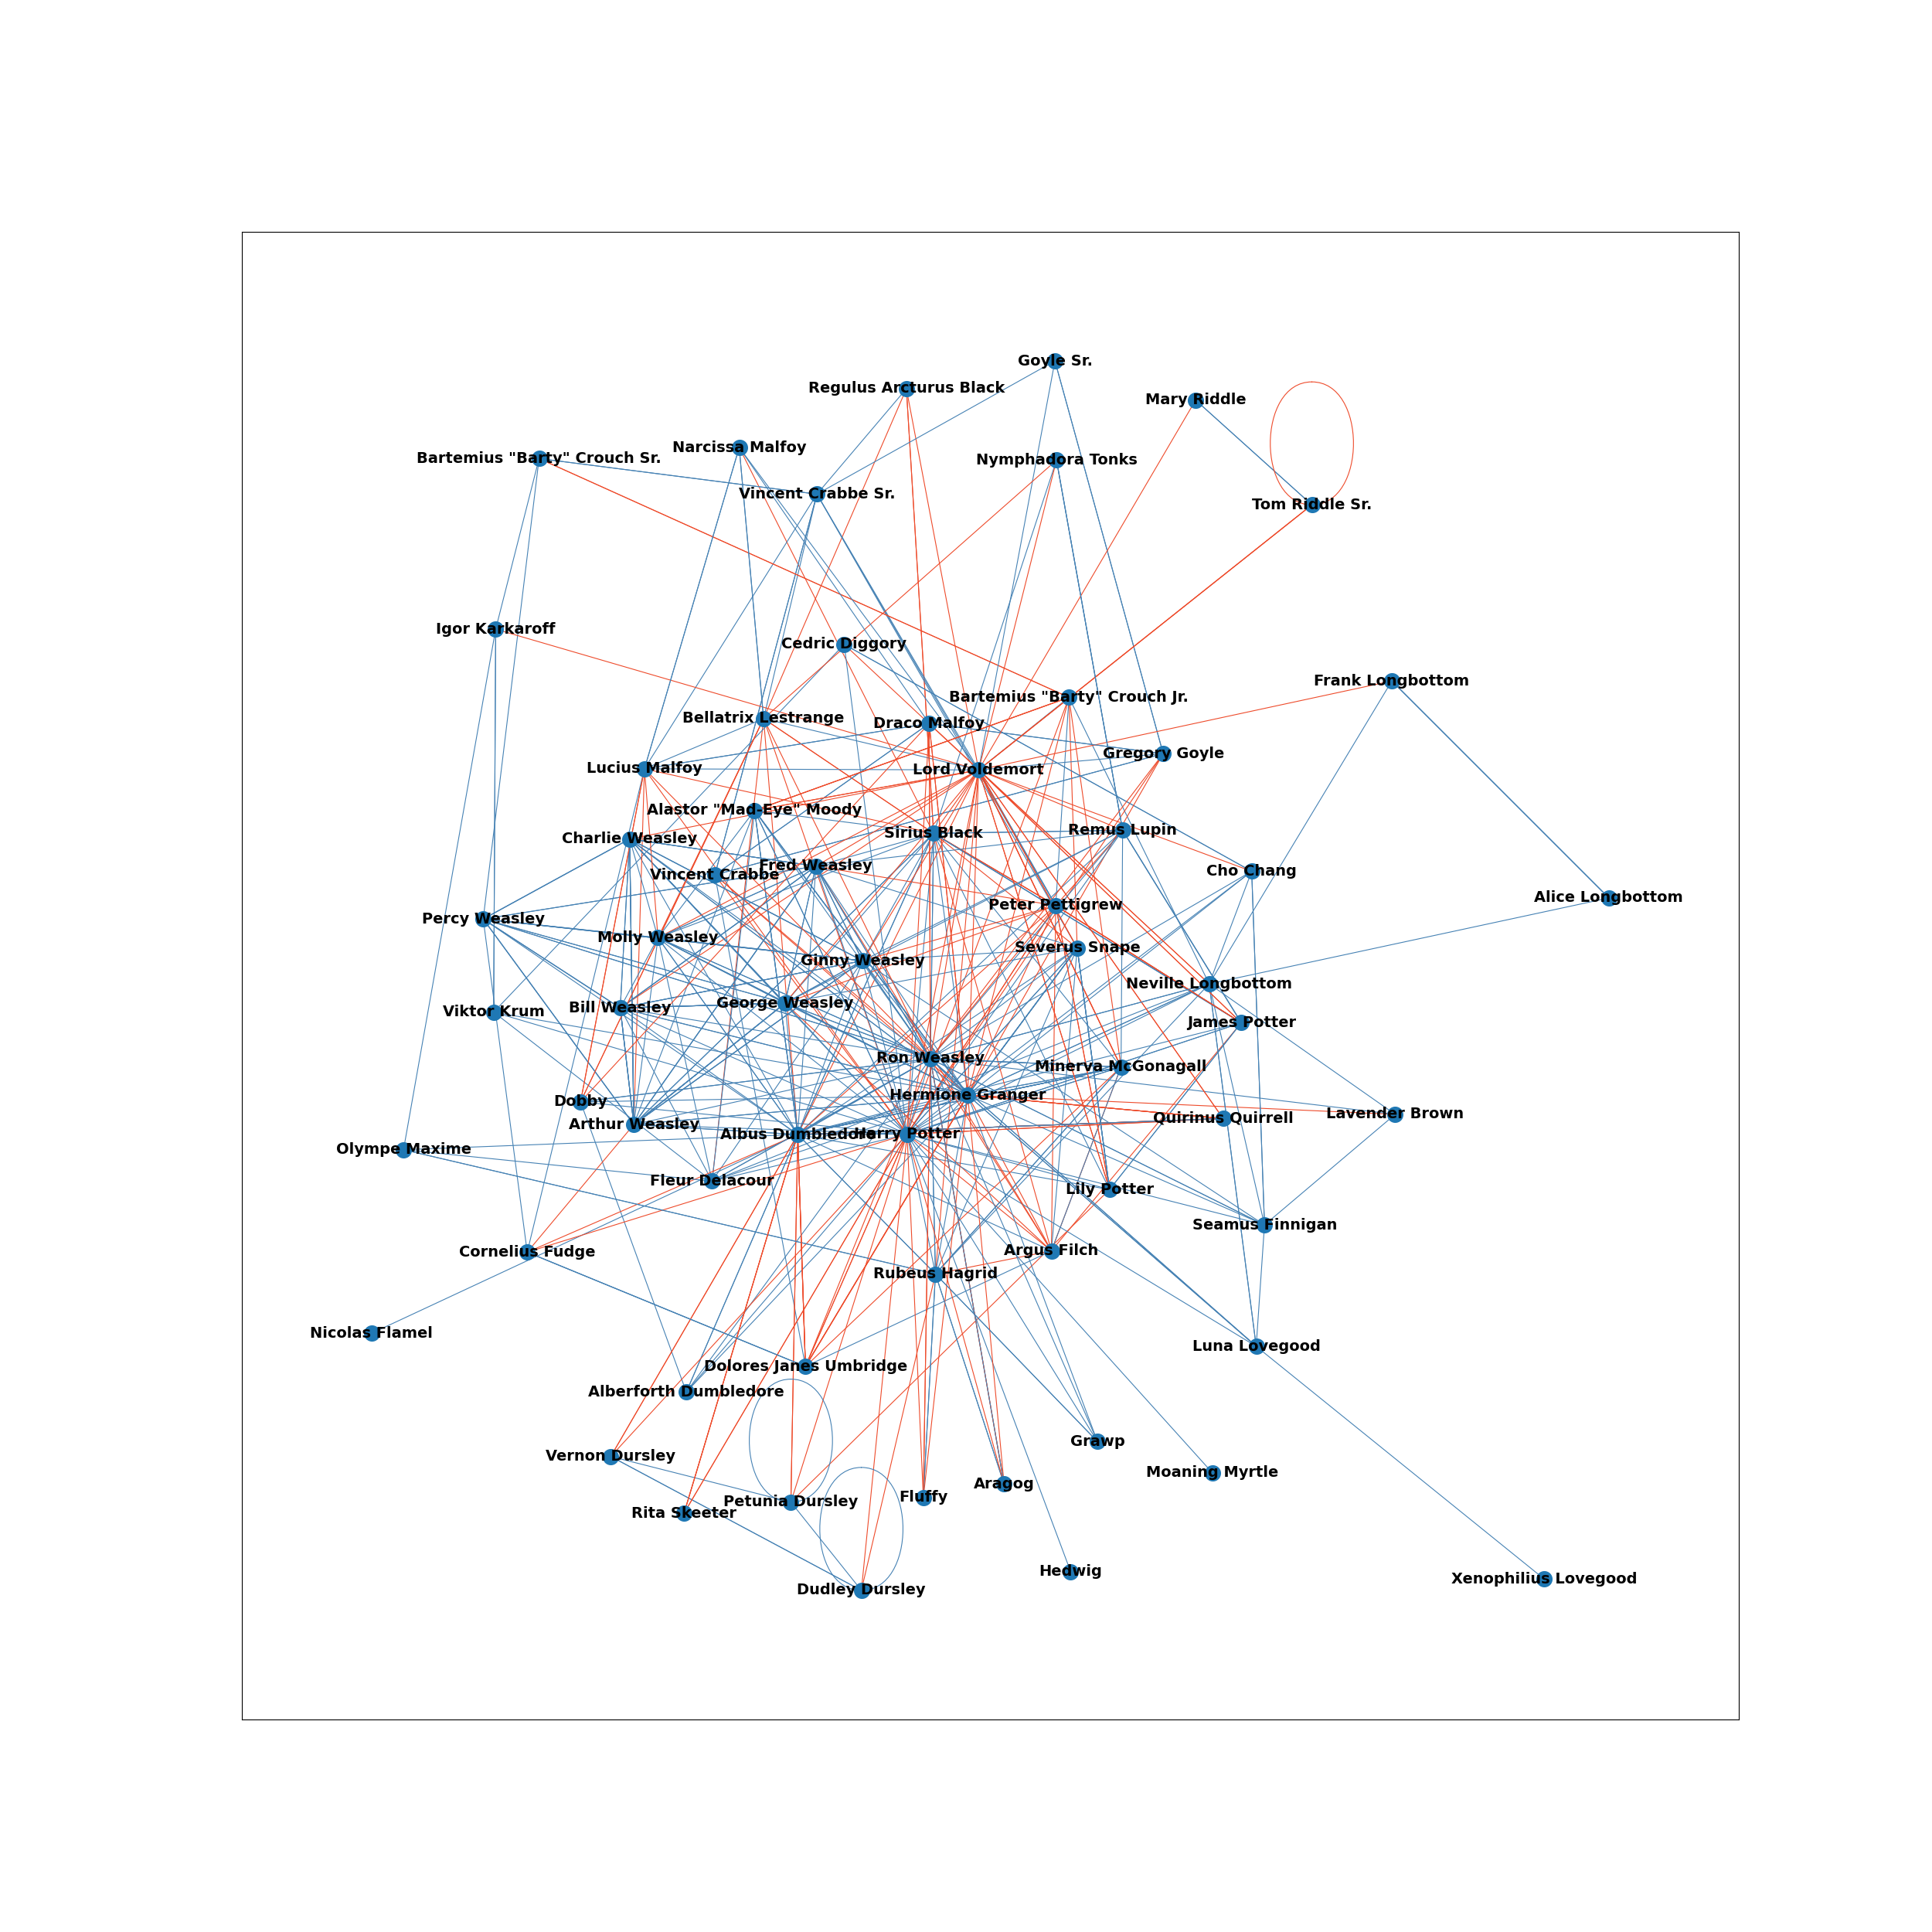 Goyle Sr.
Regulus Arcturus Black
Mary Riddle
Narcissa Malfoy
Bartemius "Barty" Crouch Sr.
Nymphadora Tonks
Vincent Crabbe Sr.
Tom Riddle Sr.
Igor Karkaroff
Cedric Diggory
Frank Longbottom
Bartemius "Barty" Crouch Jr.
Bellatrix Lestrange
Draco Malfoy
Gregory Goyle
Lucius Malfoy
Lord Voldemort
Alastor "Mad-Eye" Moody
Charlie Weasley
Sirius Black
Remus Lupin
Fred Weasley
Vincent Crabbe
Cho Chang
Alice Longbottom
Peter Pettigrew
Percy Weasley
Molly Weasley
Severus Snape
Ginny Weasley
Neville Longbottom
George Weasley
Bill Weasley
Viktor Krum
James Potter
Ron Weasley
Minerva McGonagall
Hermione Granger
Dobby
Lavender Brown
Quirinus Quirrell
Arthur Weasley
Albus Dumbledore
Harry Potter
Olympe Maxime
Fleur Delacour
Lily Potter
Seamus Finnigan
Cornelius Fudge
Argus Filch
Rubeus Hagrid
Nicolas Flamel
Luna Lovegood
Dolores Janes Umbridge
Alberforth Dumbledore
Grawp
Vernon Dursley
Moaning Myrtle
Aragog
Fluffy
Petunia Dursley
Rita Skeeter
Hedwig
Xenophilius Lovegood
Dudley Dursley